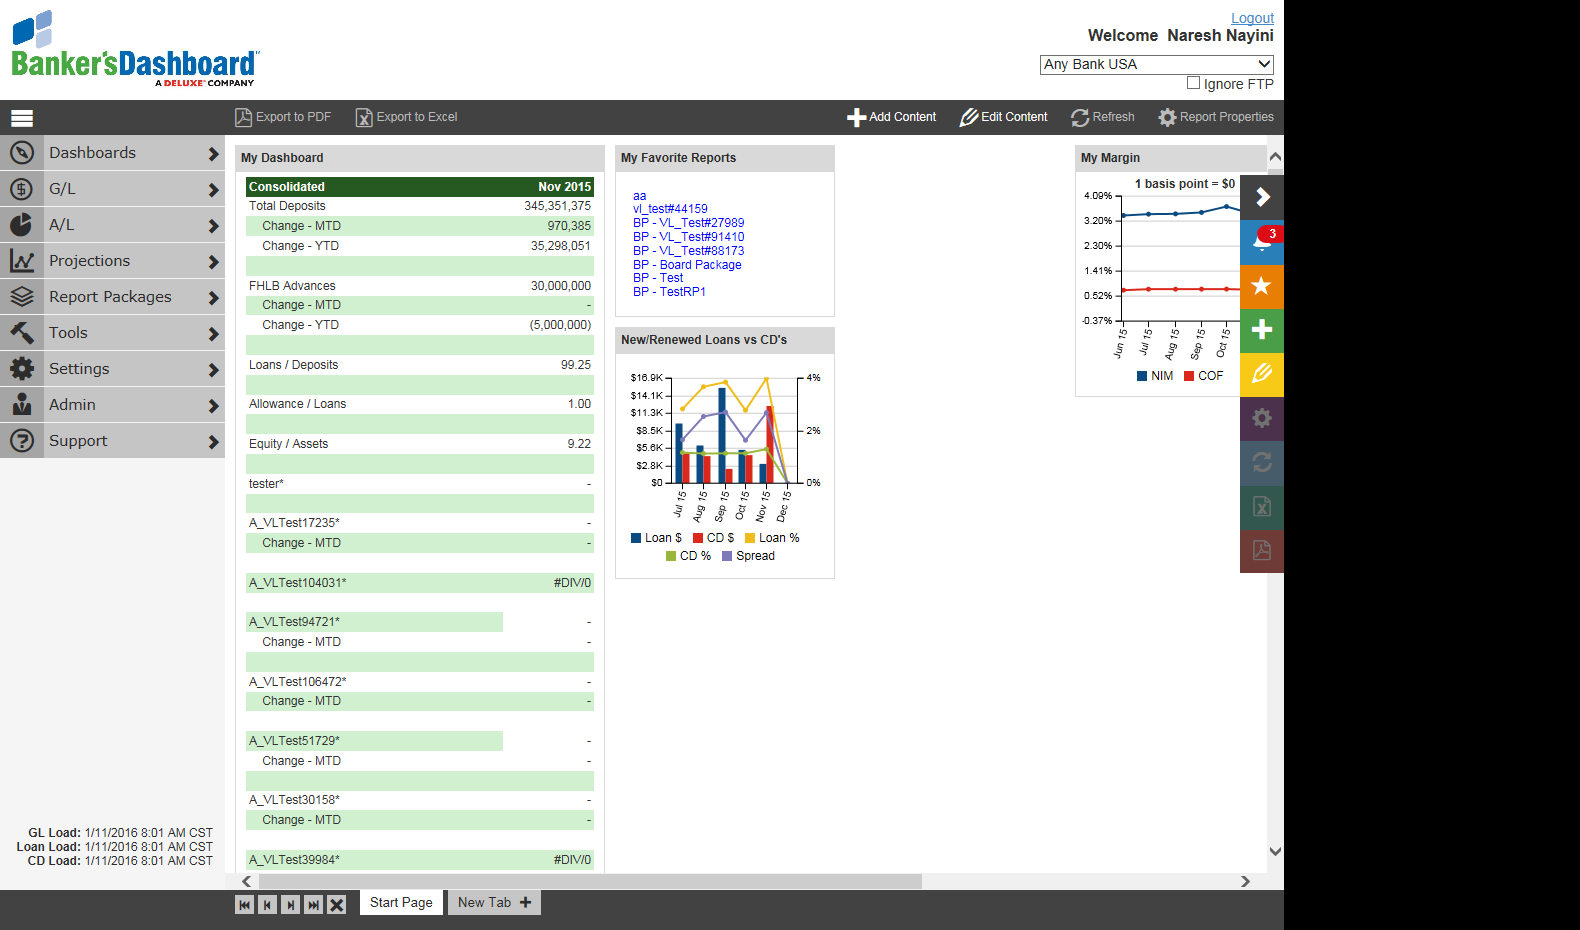 Logout
Welcome Naresh Nayini
Banker'sDashboard
A DELUXE COMPANY
Any Bank USA
Ignore FTP
Export to PDF Export to Excel Add Content Edit Content Refresh Report Properties
Dashboards
G/L
A/L
Projections
Report Packages
Tools
Settings
Admin
Support
GL Load: 1/11/2016 8:01 AM CST
Loan Load: 1/11/2016 8:01 AM CST
CD Load: 1/11/2016 8:01 AM CST
My Dashboard
Consolidated Nov 2015
Total Deposits 345,351,375
Change - MTD 970,385
Change - YTD 35,298,051
FHLB Advances 30,000,000
Change - MTD -
Change - YTD (5,000,000)
Loans / Deposits 99.25
Allowance / Loans 1.00
Equity / Assets 9.22
tester* -
A_VLTest17235* -
Change - MTD -
A_VLTest104031* #DIV/0
A_VLTest94721* -
Change - MTD -
A_VLTest106472* -
Change - MTD -
A_VLTest51729* -
Change - MTD -
A_VLTest30158* -
Change - MTD -
A_VLTest39984* #DIV/0
My Favorite Reports
aa
vl_test#44159
BP - VL_Test#27989
BP - VL_Test#91410
BP - VL_Test#88173
BP - Board Package
BP - Test
BP - TestRP1
New/Renewed Loans vs CD's
$16.9K 4%
$14.1K
$11.3K
$8.5K 2%
$5.6K
$2.8K
$0 0%
Jul 15 Aug 15 Sep 15 Oct 15 Nov 15 Dec 15
Loan $ CD $ Loan %
CD % Spread
My Margin
1 basis point = $0
4.09%
3.20%
2.30%
1.41%
0.52%
-0.37%
Jun 15 Jul 15 Aug 15 Sep 15 Oct 15
NIM COF
3
Start Page New Tab